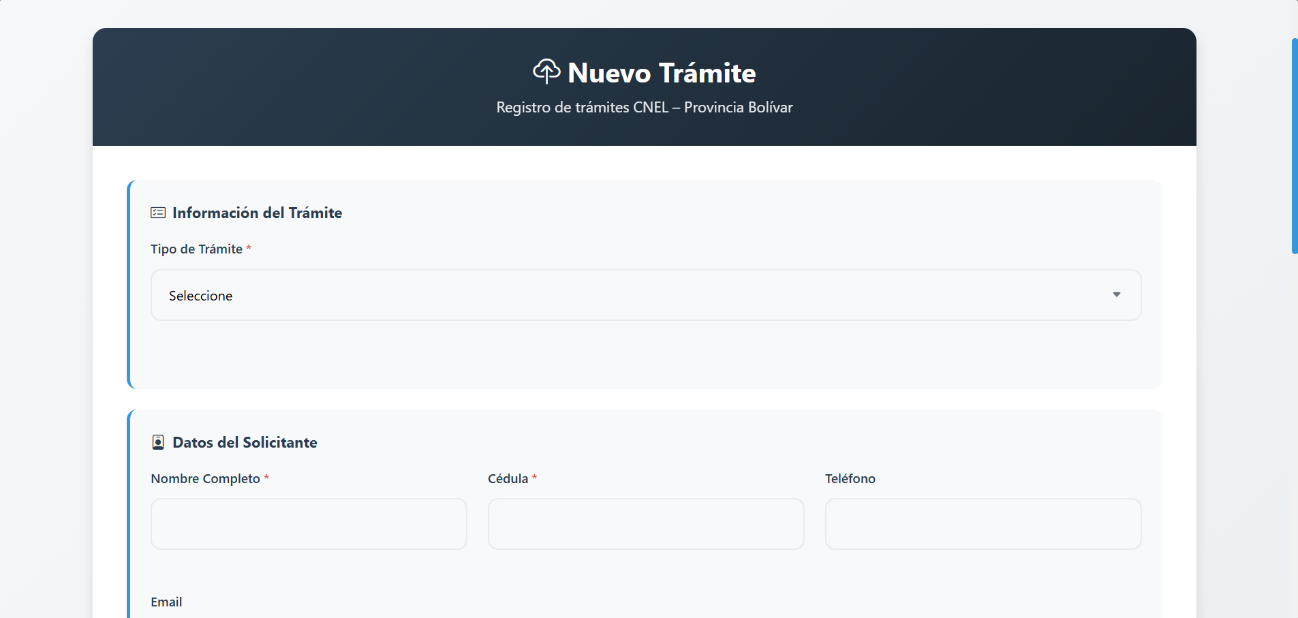 Nuevo Trámite
Registro de trámites CNEL – Provincia Bolívar
Información del Trámite
Tipo de Trámite *
Seleccione
Datos del Solicitante
Nombre Completo * Cédula * Teléfono
Email